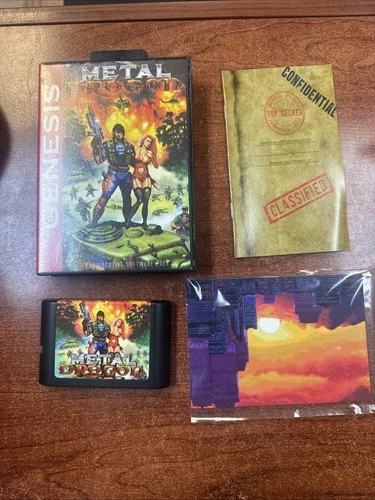 METAL
DRAGON
GENESIS
CONFIDENTIAL
TOP SECRET
CLASSIFIED
METAL
DRAGON